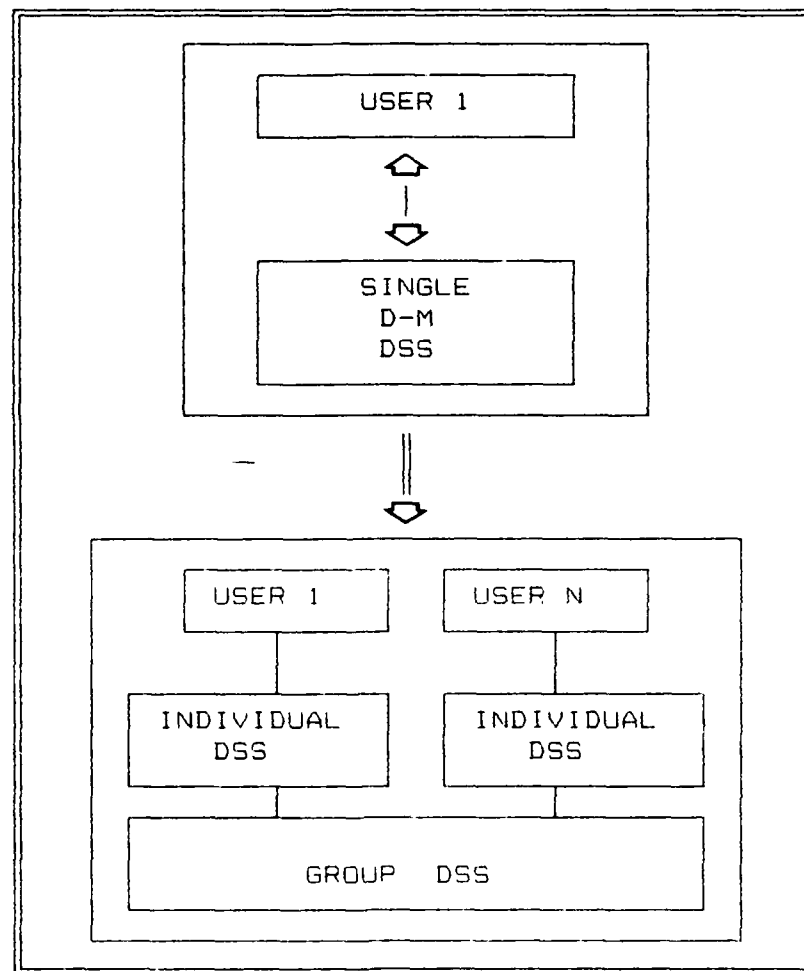 USER 1
SINGLE
D-M
DSS
USER 1
USER N
INDIVIDUAL
DSS
INDIVIDUAL
DSS
GROUP DSS